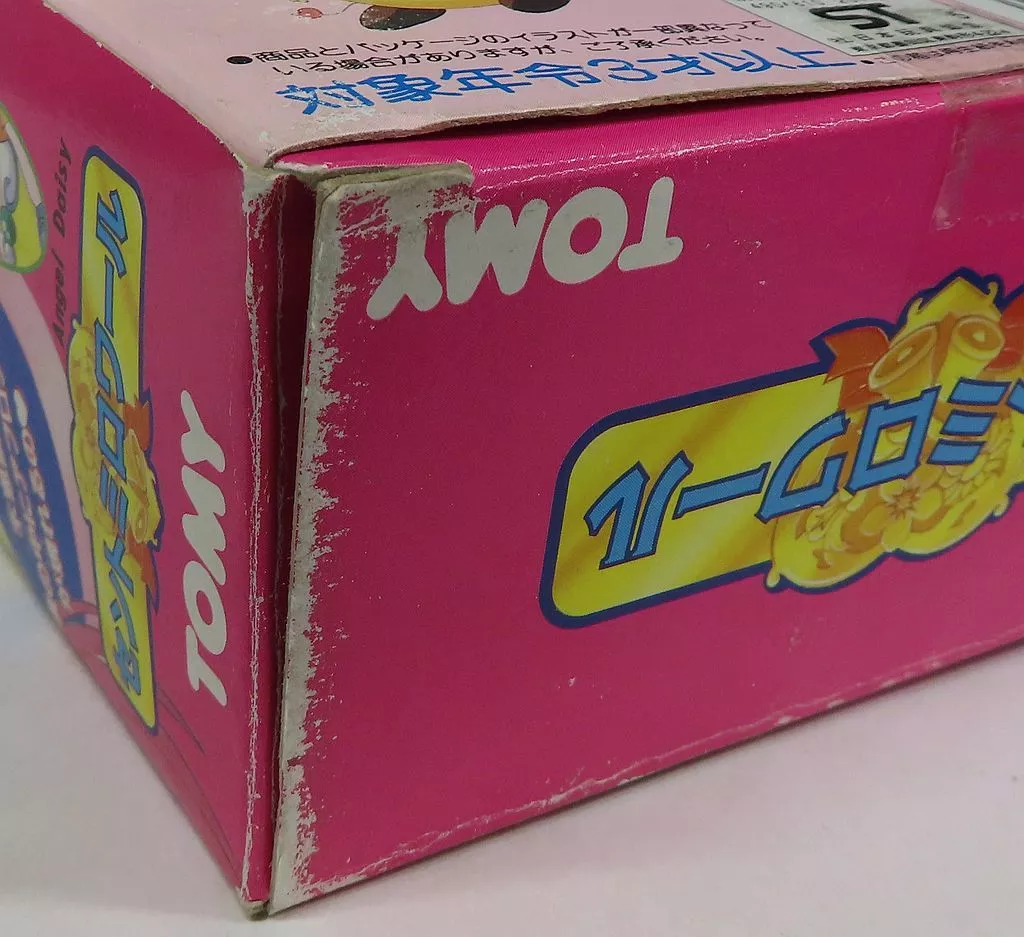 ●商品とパッケージのイラストが一部異なって
いる場合がありますが、ご了承ください。
対象年令3才以上
ST
TOMY
ミロワール
Angel Daisy
セントミロワール
TOMY